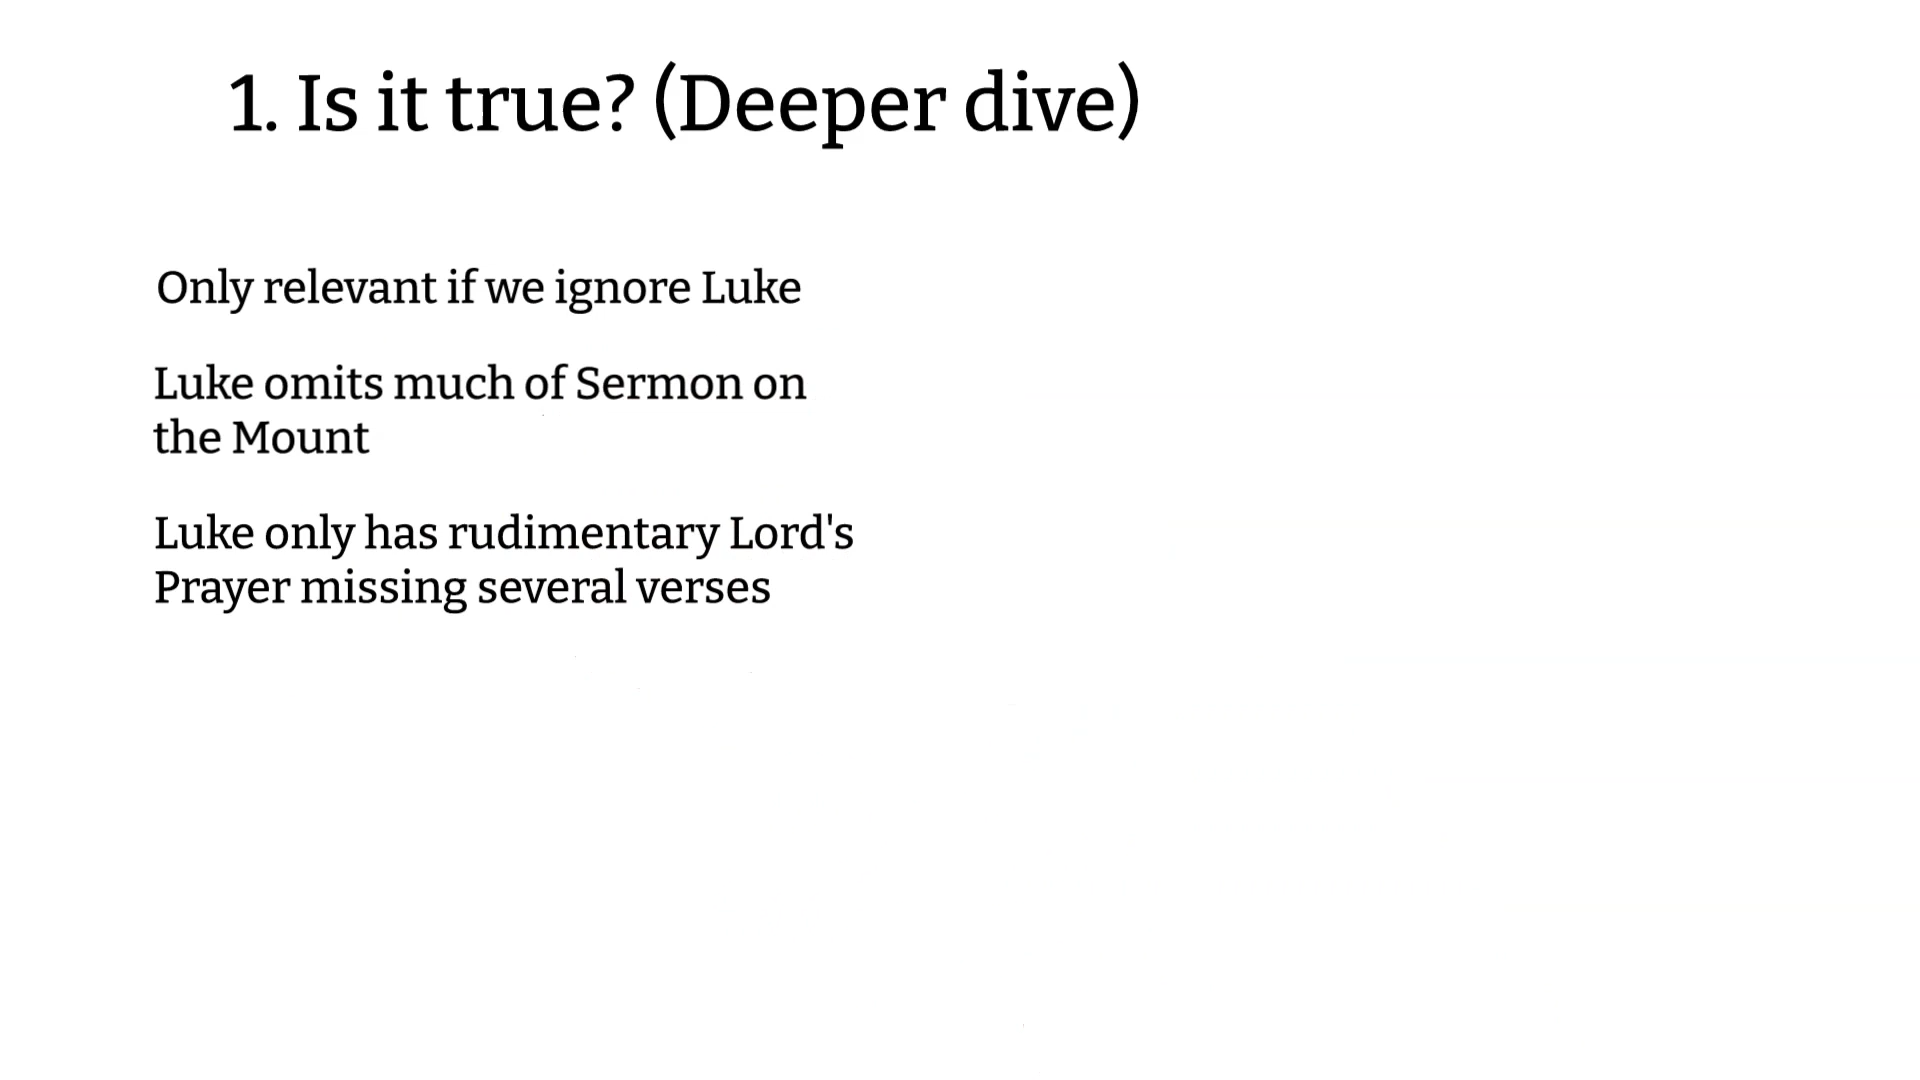 1. Is it true? (Deeper dive)
Only relevant if we ignore Luke
Luke omits much of Sermon on
the Mount
Luke only has rudimentary Lord's
Prayer missing several verses